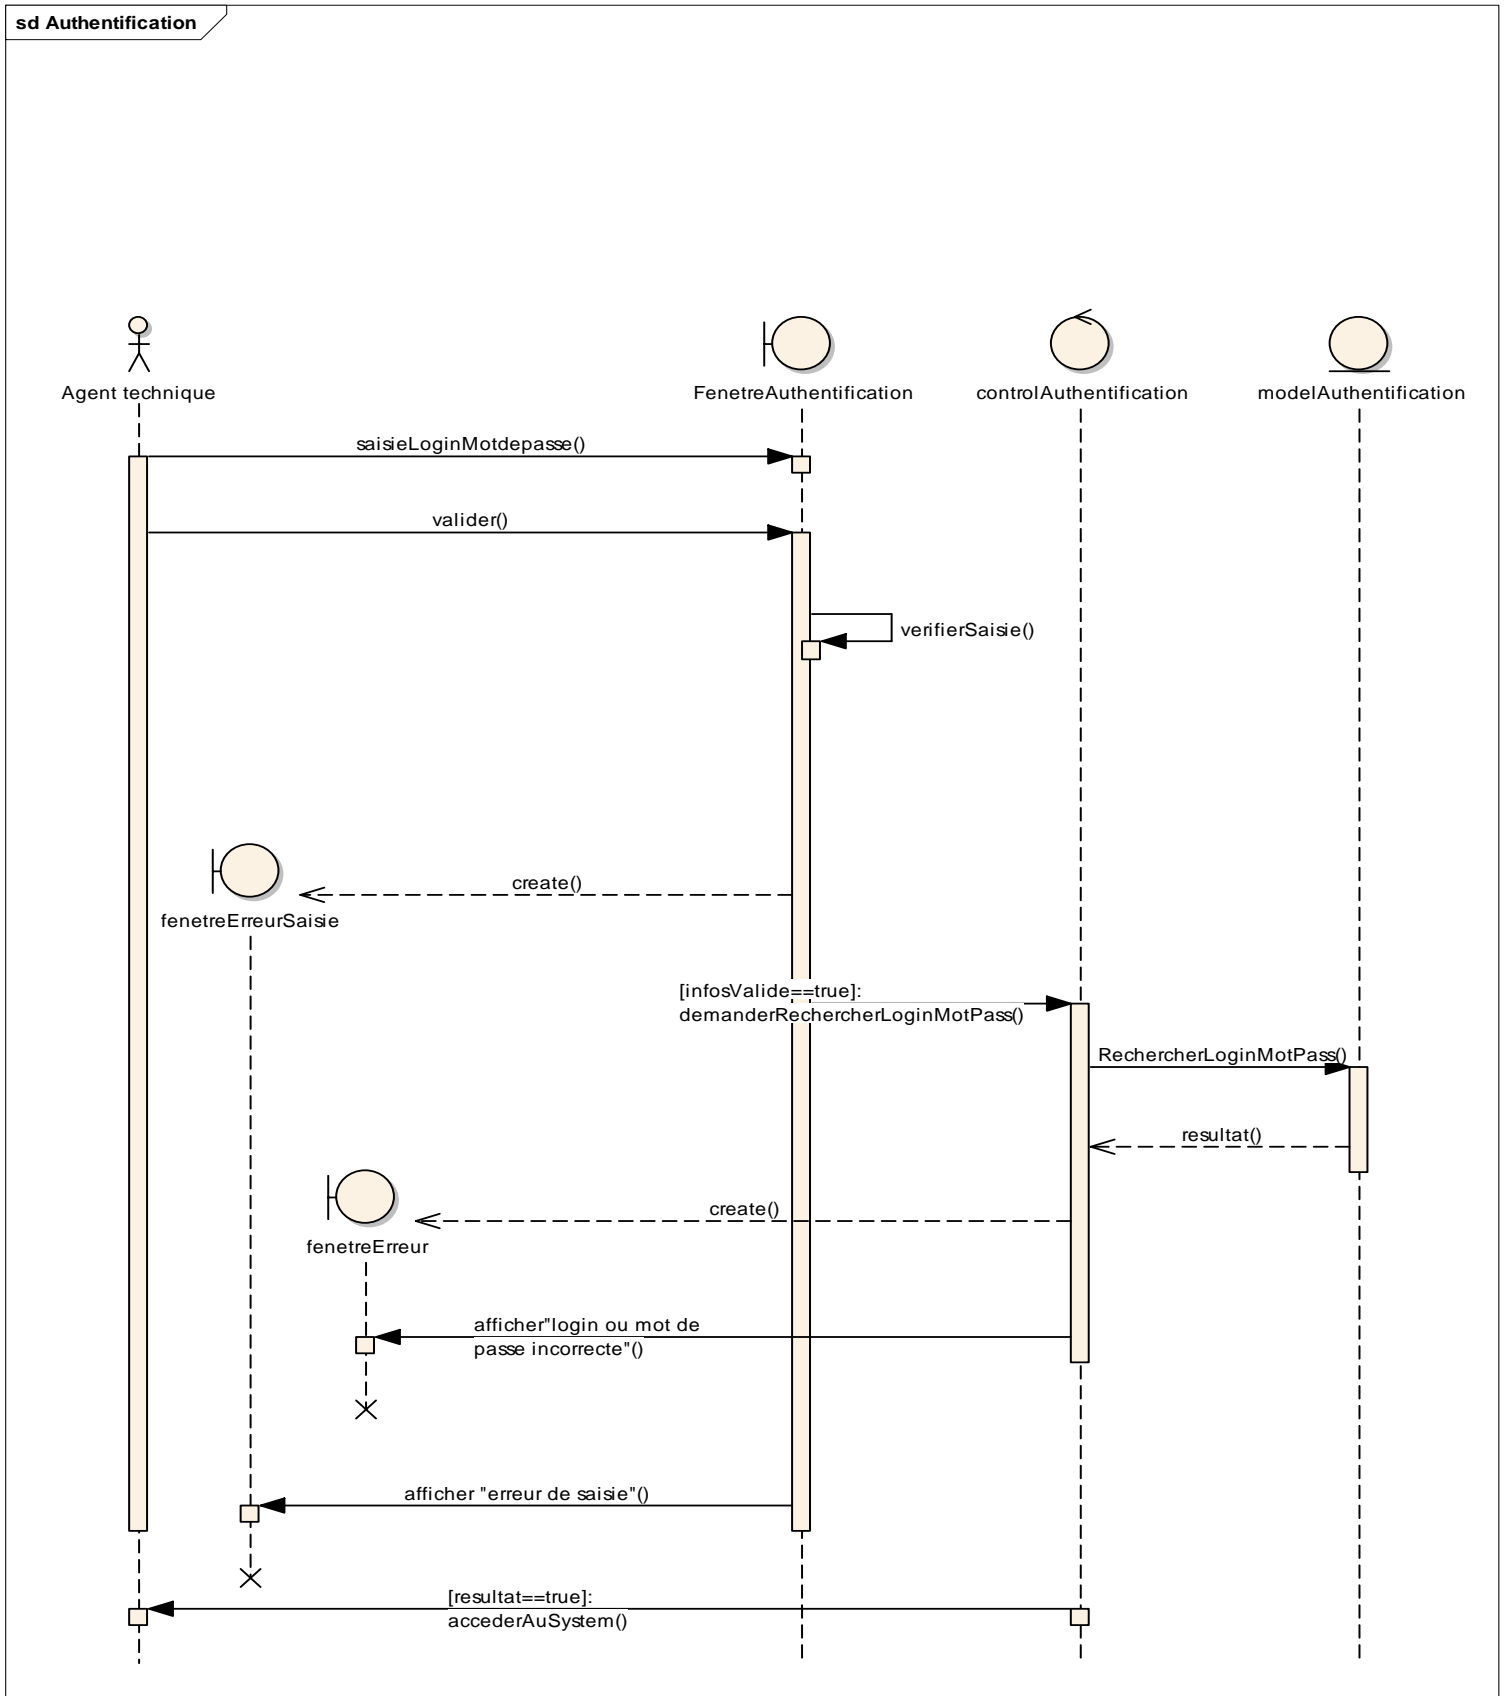 sd Authentification
Agent technique
FenetreAuthentification
controlAuthentification
modelAuthentification
saisieLoginMotdepasse()
valider()
verifierSaisie()
create()
fenetreErreurSaisie
[infosValide==true]:
demanderRechercherLoginMotPass()
RechercherLoginMotPass()
resultat()
create()
fenetreErreur
afficher"login ou mot de
passe incorrecte"()
afficher "erreur de saisie"()
[resultat==true]:
accederAuSystem()